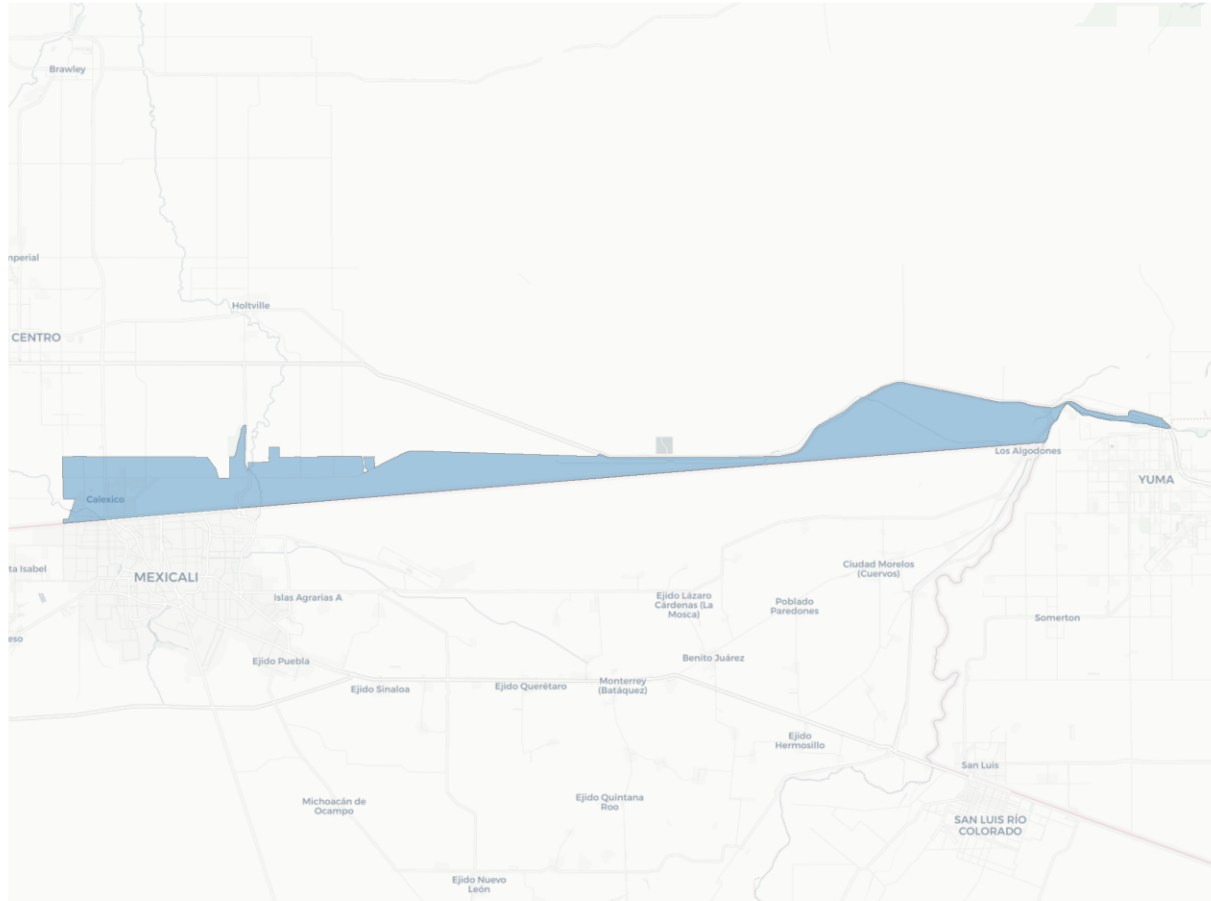 Brawley
nperial
Holtville
CENTRO
Calexico
Los Algodones
YUMA
ta Isabel
MEXICALI
Ciudad Morelos
(Cuervos)
Islas Agrarias A
Ejido Lázaro
Cárdenas (La
Mosca)
Poblado
Paredones
Somerton
eso
Ejido Puebla
Benito Juárez
Ejido Sinaloa
Ejido Querétaro
Monterrey
(Batáquez)
Ejido
Hermosillo
San Luis
Michoacán de
Ocampo
Ejido Quintana
Roo
SAN LUIS RÍO
COLORADO
Ejido Nuevo
León